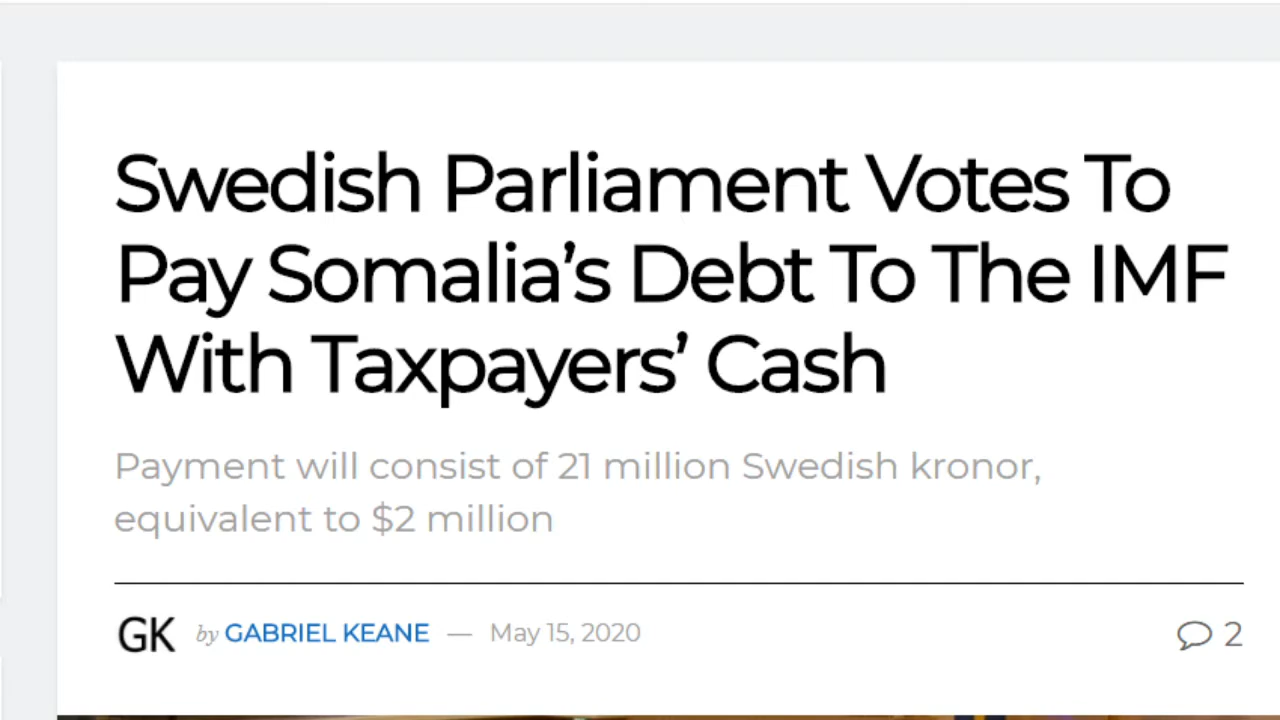 Swedish Parliament Votes To
Pay Somalia’s Debt To The IMF
With Taxpayers’ Cash
Payment will consist of 21 million Swedish kronor,
equivalent to $2 million
GK by GABRIEL KEANE — May 15, 2020 2